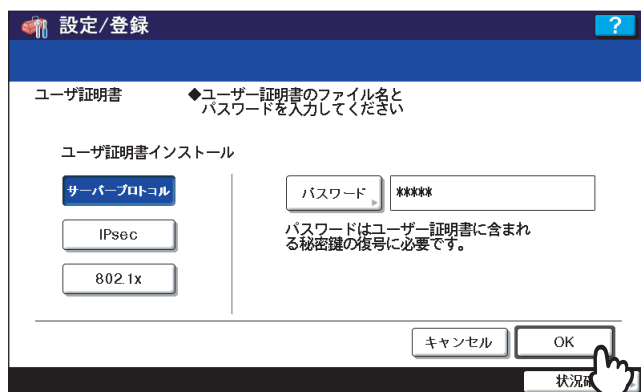 設定/登録
?
ユーザ証明書
◆ユーザー証明書のファイル名と
パスワードを入力してください
ユーザ証明書インストール
サーバープロトコル
パスワード
*****
IPsec
パスワードはユーザー証明書に含まれ
る秘密鍵の復号に必要です。
802.1x
キャンセル
OK
状況